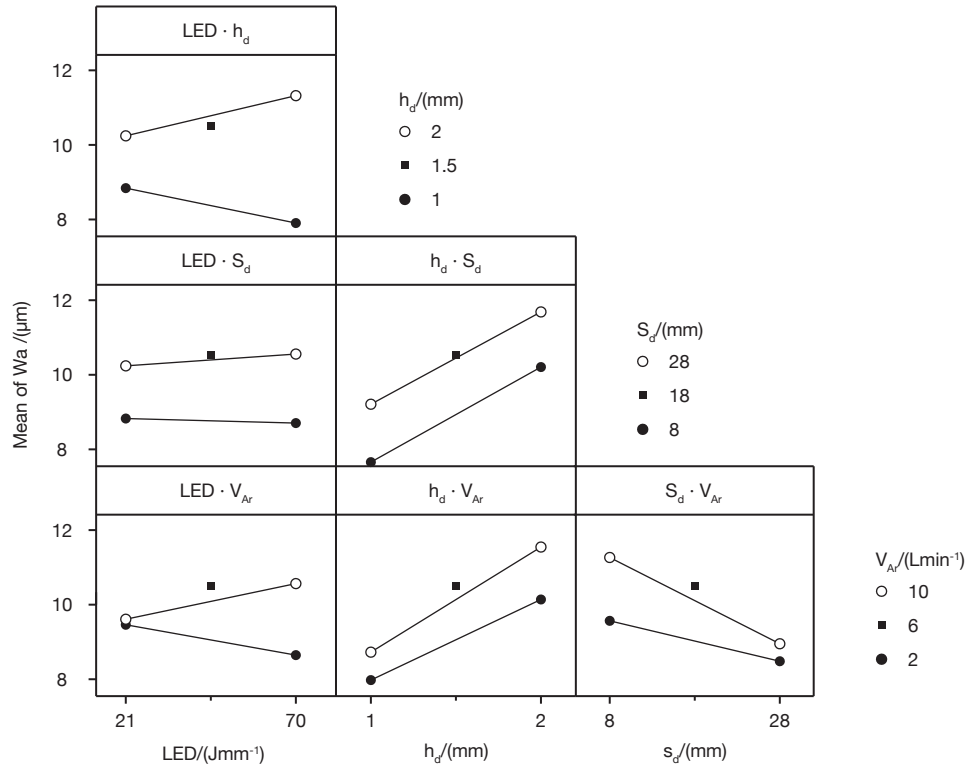 LED · h_d
12
10
8
h_d/(mm)
2
1.5
1
LED · S_d
h_d · S_d
12
10
8
S_d/(mm)
28
18
8
Mean of Wa /(μm)
LED · V_Ar
h_d · V_Ar
S_d · V_Ar
12
10
8
V_Ar/(Lmin⁻¹)
10
6
2
21 70 1 2 8 28
LED/(Jmm⁻¹) h_d/(mm) s_d/(mm)